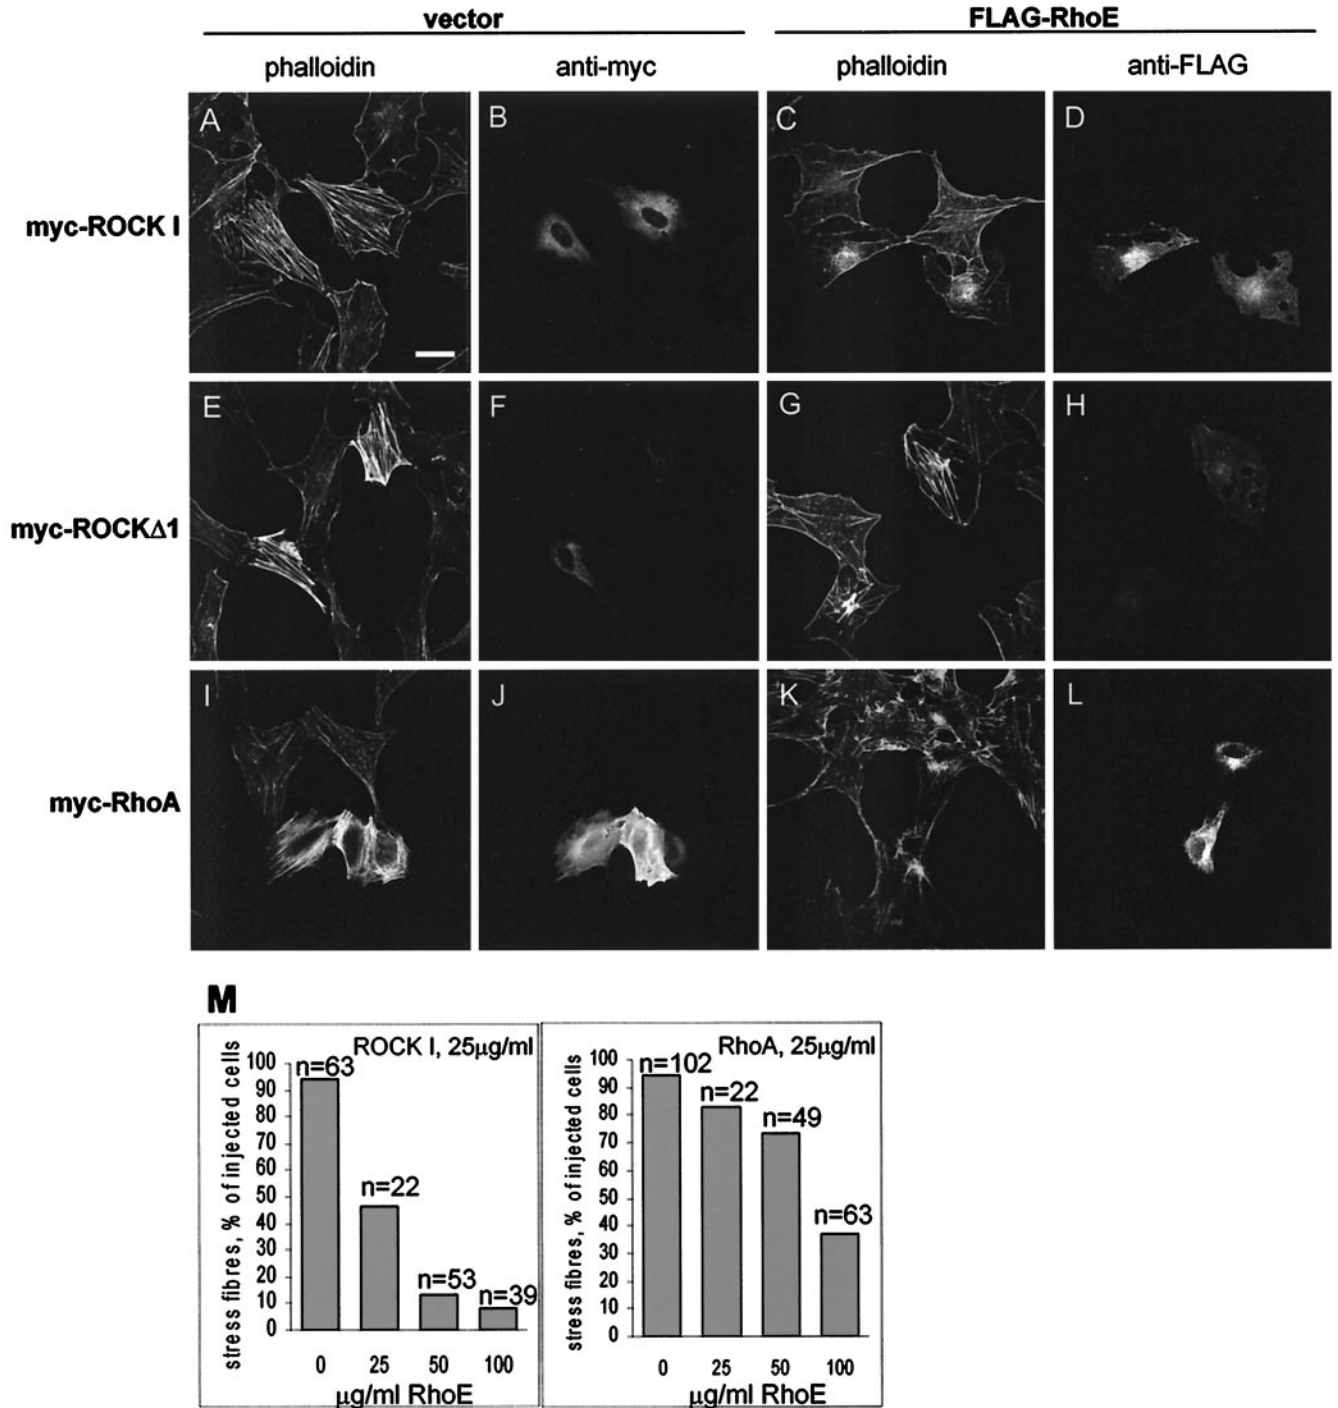 vector FLAG-RhoE
phalloidin anti-myc phalloidin anti-FLAG
A B C D
myc-ROCK I
E F G H
myc-ROCKΔ1
I J K L
myc-RhoA
M
ROCK I, 25µg/ml
stress fibres, % of injected cells
100
90
80
70
60
50
40
30
20
10
0
n=63
n=22
n=53
n=39
0 25 50 100
µg/ml RhoE
RhoA, 25µg/ml
stress fibres, % of injected cells
100
90
80
70
60
50
40
30
20
10
0
n=102
n=22
n=49
n=63
0 25 50 100
µg/ml RhoE